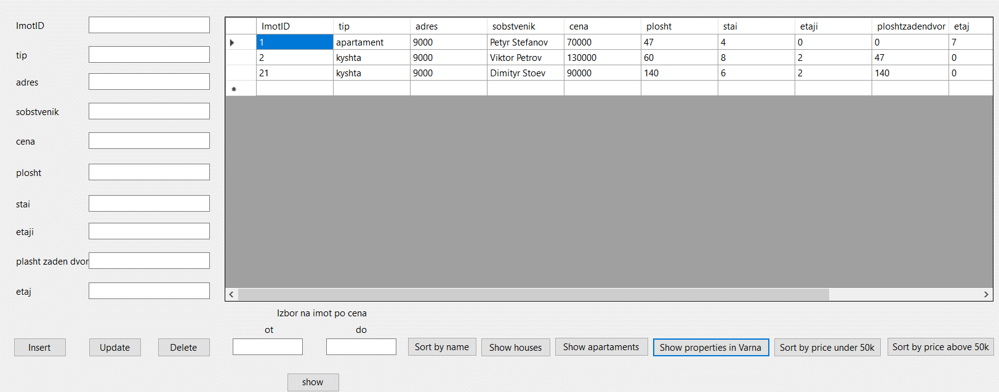 ImotID
tip
adres
sobstvenik
cena
plosht
stai
etaji
plasht zaden dvor
etaj
ImotID tip adres sobstvenik cena plosht stai etaji ploshtzadendvor etaj
1 apartament 9000 Petyr Stefanov 70000 47 4 0 0 7
2 kyshta 9000 Viktor Petrov 130000 60 8 2 47 0
21 kyshta 9000 Dimityr Stoev 90000 140 6 2 140 0
Izbor na imot po cena
ot do
Insert Update Delete Sort by name Show houses Show apartaments Show properties in Varna Sort by price under 50k Sort by price above 50k
show